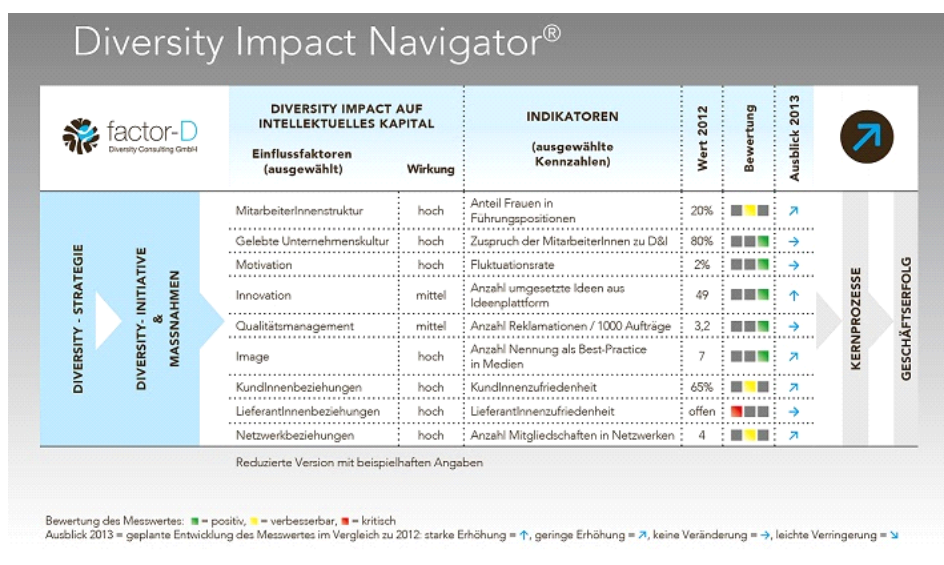 Diversity Impact Navigator®
factor-D
Diversity Consulting GmbH
DIVERSITY IMPACT AUF
INTELLEKTUELLES KAPITAL
Einflussfaktoren
(ausgewählt)
Wirkung
INDIKATOREN
(ausgewählte
Kennzahlen)
Wert 2012
Bewertung
Ausblick 2013
DIVERSITY - STRATEGIE
DIVERSITY- INITIATIVE
&
MASSNAHMEN
MitarbeiterInnenstruktur hoch Anteil Frauen in
Führungspositionen 20% ↗
Gelebte Unternehmenskultur hoch Zuspruch der MitarbeiterInnen zu D&I 80% →
Motivation hoch Fluktuationsrate 2% →
Innovation mittel Anzahl umgesetzte Ideen aus
Ideenplattform 49 ↑
Qualitätsmanagement mittel Anzahl Reklamationen / 1000 Aufträge 3,2 →
Image hoch Anzahl Nennung als Best-Practice
in Medien 7 ↗
KundInnenbeziehungen hoch KundInnenzufriedenheit 65% ↗
LieferantInnenbeziehungen hoch LieferantInnenzufriedenheit offen →
Netzwerkbeziehungen hoch Anzahl Mitgliedschaften in Netzwerken 4 ↗
KERNPROZESSE
GESCHÄFTSERFOLG
Reduzierte Version mit beispielhaften Angaben
Bewertung des Messwertes: = positiv, = verbesserbar, = kritisch
Ausblick 2013 = geplante Entwicklung des Messwertes im Vergleich zu 2012: starke Erhöhung = ↑, geringe Erhöhung = ↗, keine Veränderung = →, leichte Verringerung = ↘